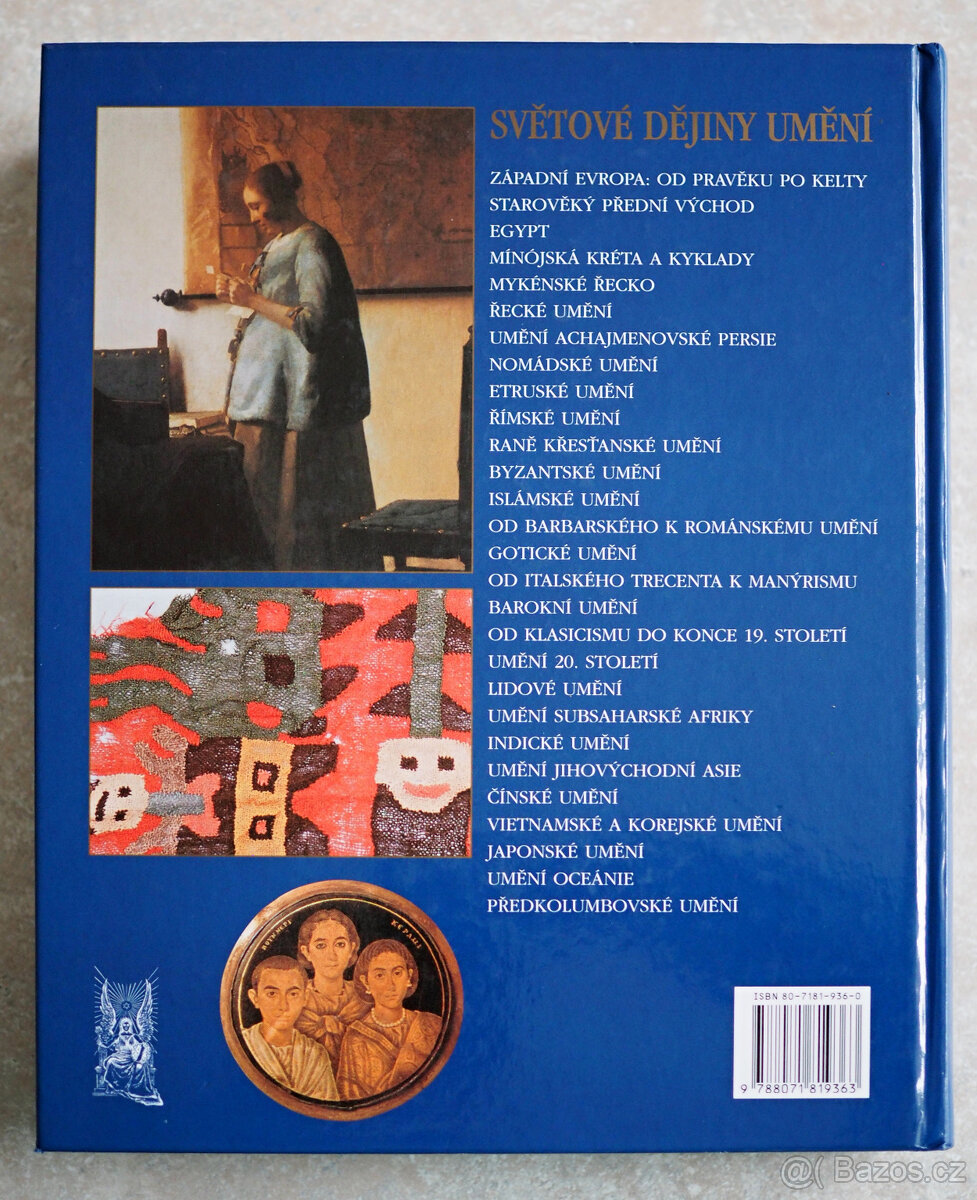 SVĚTOVÉ DĚJINY UMĚNÍ
ZÁPADNÍ EVROPA: OD PRAVĚKU PO KELTY
STAROVĚKÝ PŘEDNÍ VÝCHOD
EGYPT
MÍNÓJSKÁ KRÉTA A KYKLADY
MYKÉNSKÉ ŘECKO
ŘECKÉ UMĚNÍ
UMĚNÍ ACHAJMENOVSKÉ PERSIE
NOMÁDSKÉ UMĚNÍ
ETRUSKÉ UMĚNÍ
ŘÍMSKÉ UMĚNÍ
RANĚ KŘESŤANSKÉ UMĚNÍ
BYZANTSKÉ UMĚNÍ
ISLÁMSKÉ UMĚNÍ
OD BARBARSKÉHO K ROMÁNSKÉMU UMĚNÍ
GOTICKÉ UMĚNÍ
OD ITALSKÉHO TRECENTA K MANÝRISMU
BAROKNÍ UMĚNÍ
OD KLASICISMU DO KONCE 19. STOLETÍ
UMĚNÍ 20. STOLETÍ
LIDOVÉ UMĚNÍ
UMĚNÍ SUBSAHARSKÉ AFRIKY
INDICKÉ UMĚNÍ
UMĚNÍ JIHOVÝCHODNÍ ASIE
ČÍNSKÉ UMĚNÍ
VIETNAMSKÉ A KOREJSKÉ UMĚNÍ
JAPONSKÉ UMĚNÍ
UMĚNÍ OCEÁNIE
PŘEDKOLUMBOVSKÉ UMĚNÍ
ISBN 80-7181-936-0
9 788071 819363
@( Bazos.cz